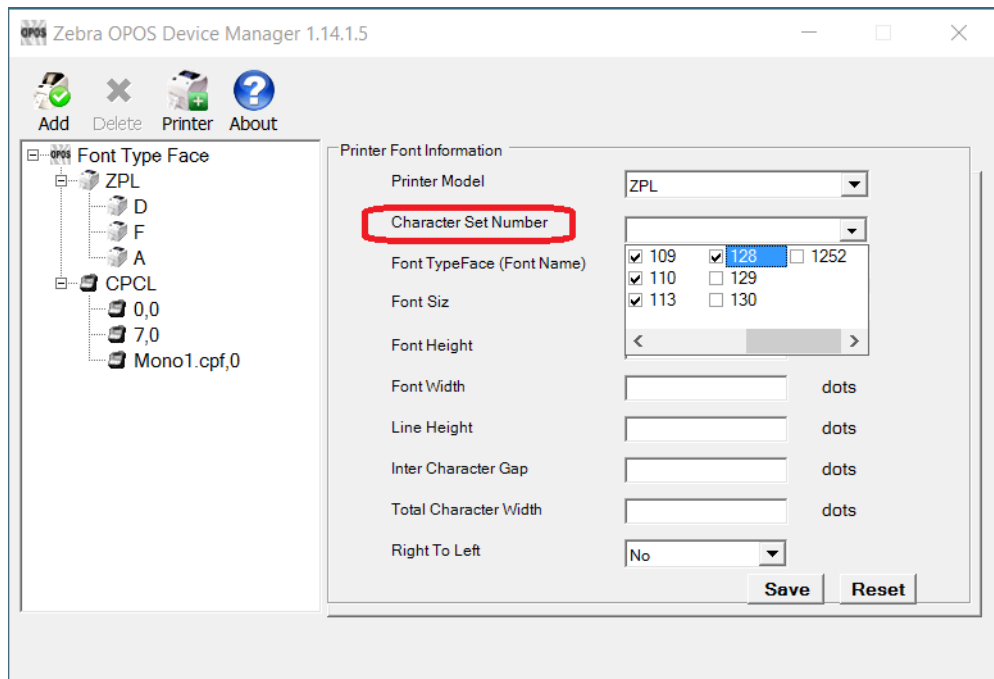 OPOS Zebra OPOS Device Manager 1.14.1.5
Add Delete Printer About
OPOS Font Type Face
ZPL
D
F
A
CPCL
0,0
7,0
Mono1.cpf,0
Printer Font Information
Printer Model ZPL
Character Set Number
109 128 1252
110 129
113 130
Font TypeFace (Font Name)
Font Siz
Font Height
Font Width dots
Line Height dots
Inter Character Gap dots
Total Character Width dots
Right To Left No
Save Reset